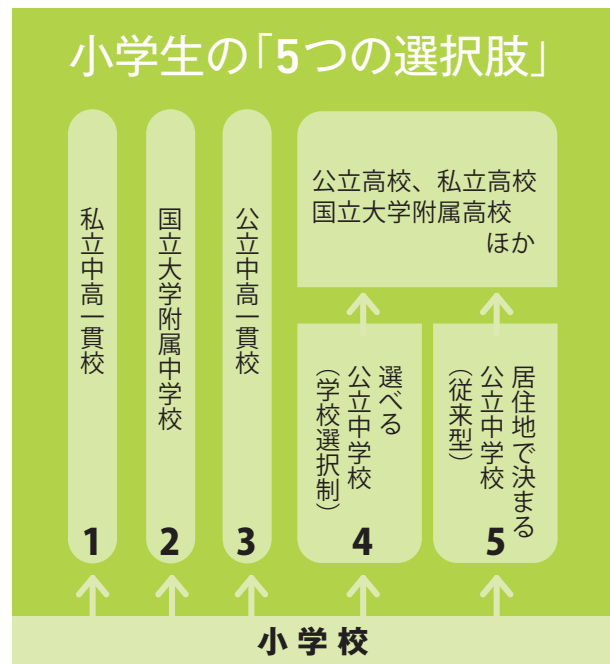 小学生の「5つの選択肢」
私立中高一貫校
1
国立大学附属中学校
2
公立中高一貫校
3
公立高校、私立高校
国立大学附属高校
ほか
選べる
公立中学校
（学校選択制）
4
居住地で決まる
公立中学校
（従来型）
5
小学校